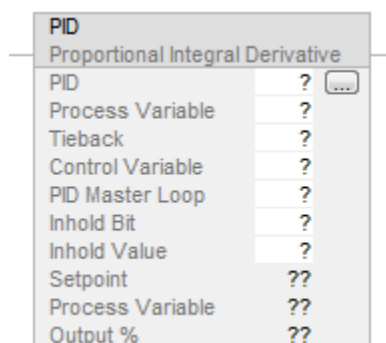 PID
Proportional Integral Derivative
PID ? ...
Process Variable ?
Tieback ?
Control Variable ?
PID Master Loop ?
Inhold Bit ?
Inhold Value ?
Setpoint ??
Process Variable ??
Output % ??